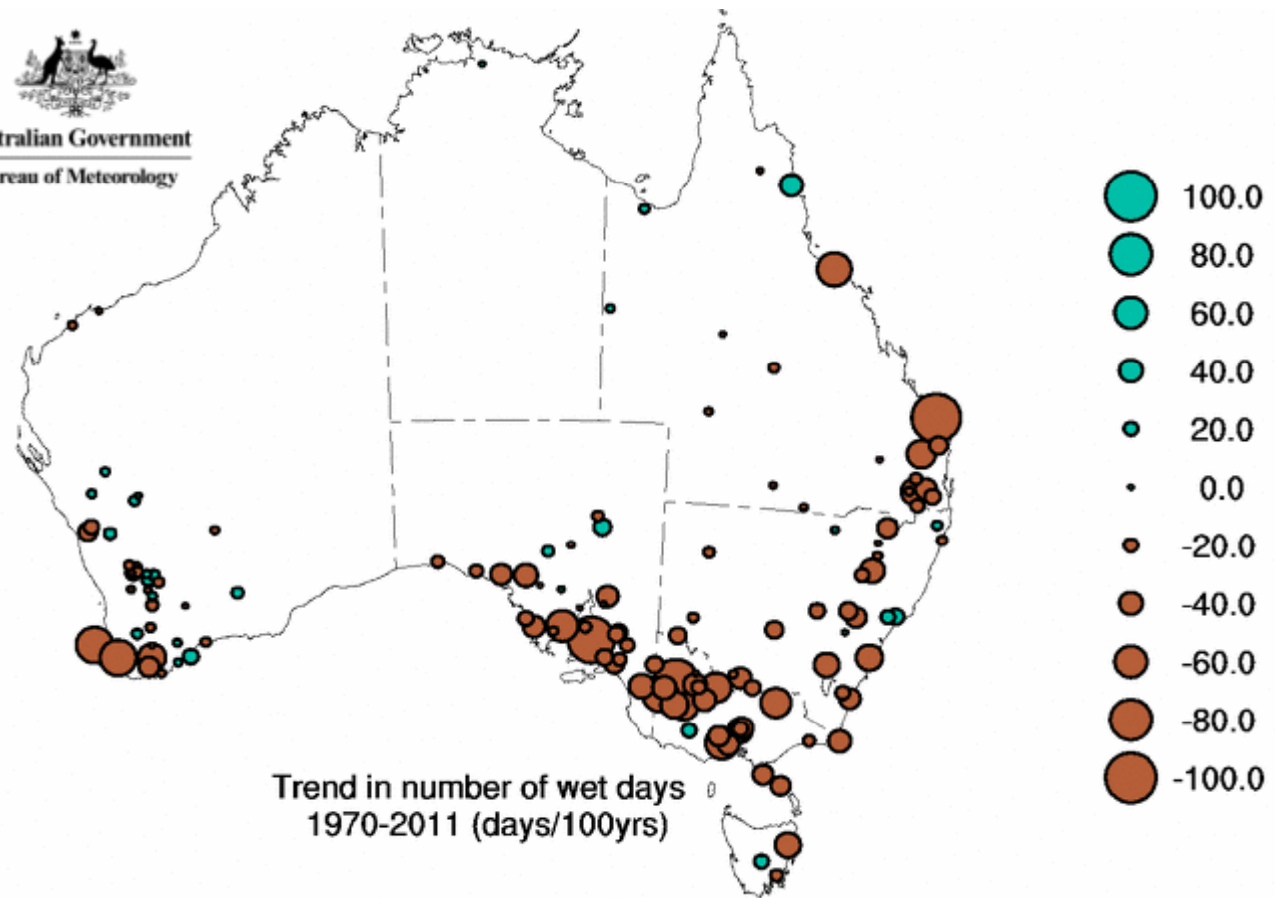 tralian Government
reau of Meteorology
100.0
80.0
60.0
40.0
20.0
0.0
-20.0
-40.0
-60.0
-80.0
-100.0
Trend in number of wet days
1970-2011 (days/100yrs)